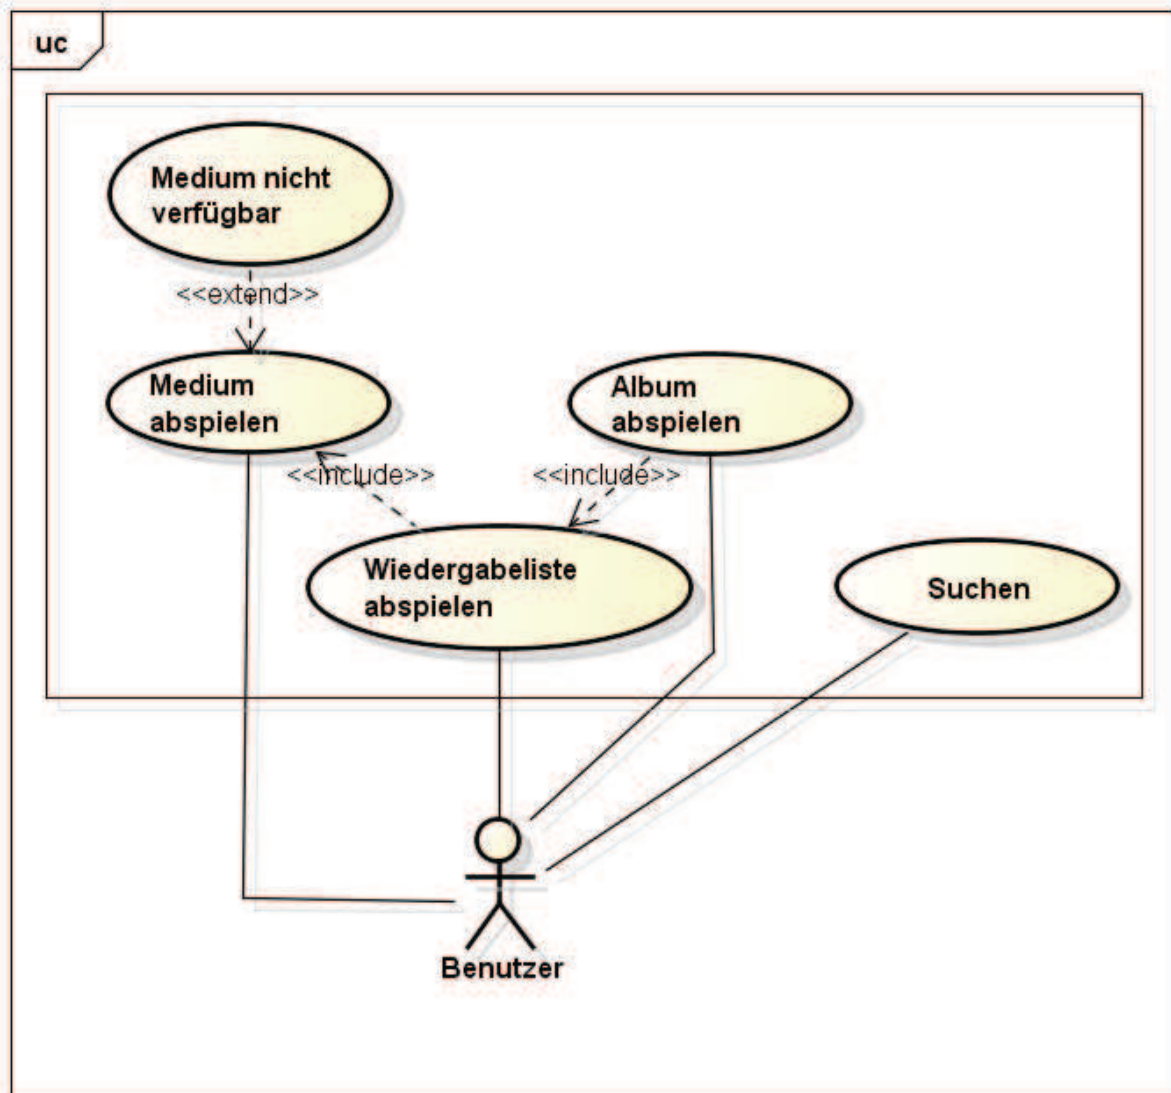 uc
Medium nicht
verfügbar
<<extend>>
Medium
abspielen
Album
abspielen
<<include>>
<<include>>
Wiedergabeliste
abspielen
Suchen
Benutzer